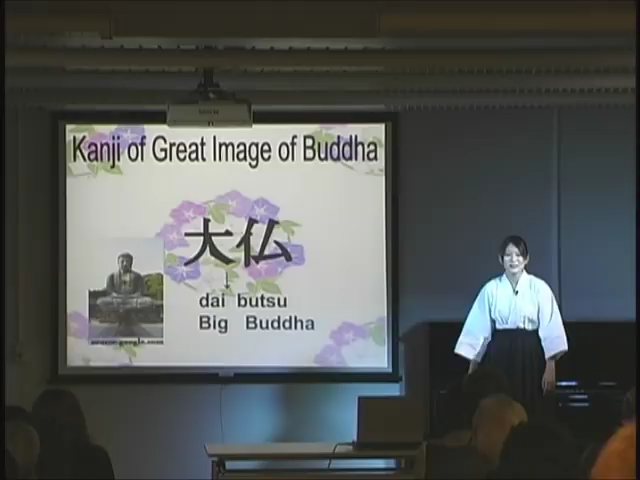 Kanji of Great Image of Buddha
大仏
↓
dai butsu
Big Buddha